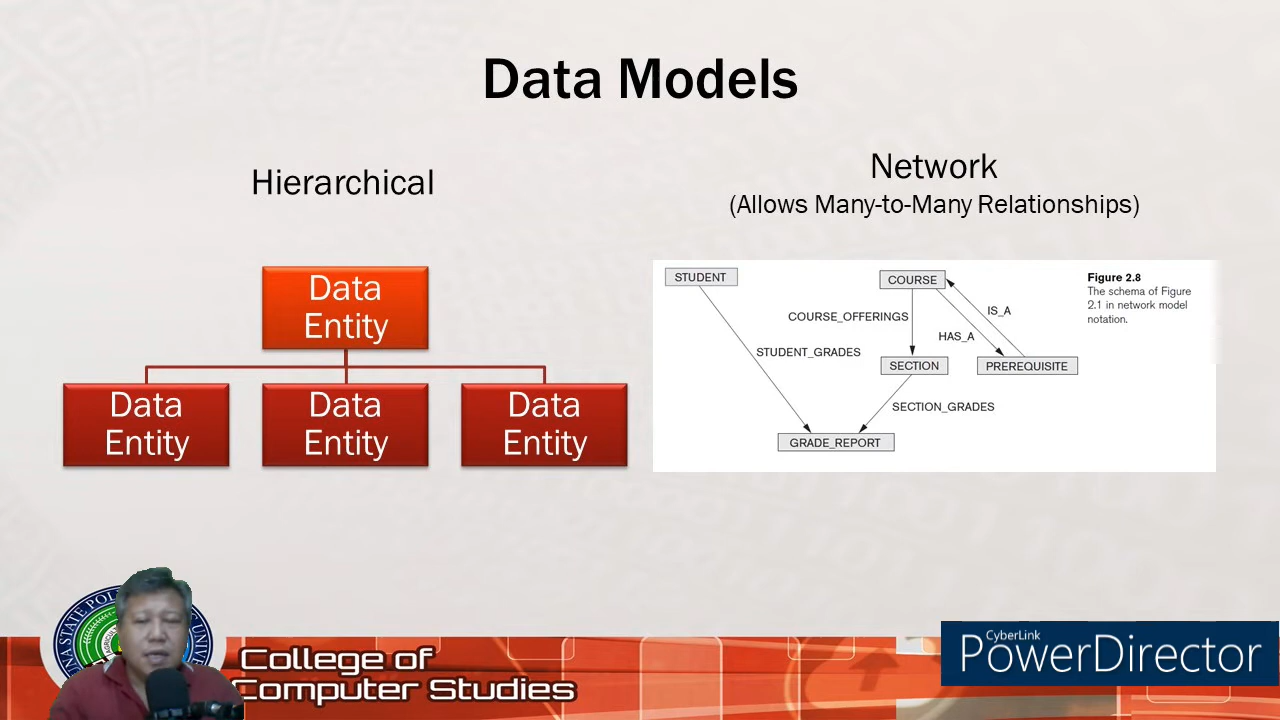 Data Models
Hierarchical
Network
(Allows Many-to-Many Relationships)
Data
Entity
Data
Entity
Data
Entity
Data
Entity
STUDENT
COURSE
Figure 2.8
The schema of Figure
2.1 in network model
notation.
IS_A
COURSE_OFFERINGS
HAS_A
STUDENT_GRADES
SECTION
PREREQUISITE
SECTION_GRADES
GRADE_REPORT
College of
Computer Studies
CyberLink
PowerDirector